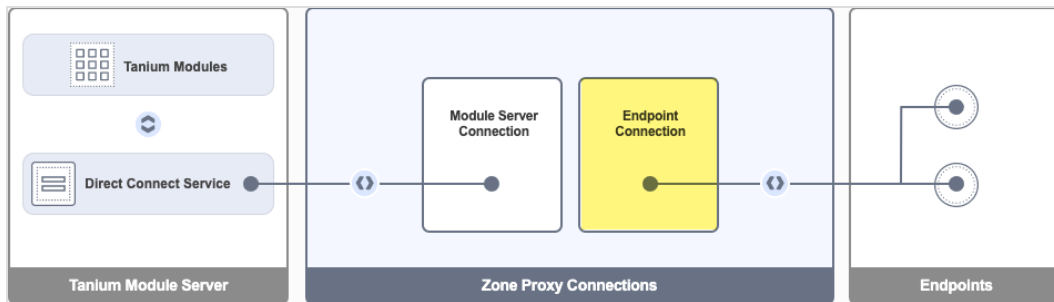 Tanium Modules
Direct Connect Service
Tanium Module Server
Module Server
Connection
Endpoint
Connection
Zone Proxy Connections
Endpoints